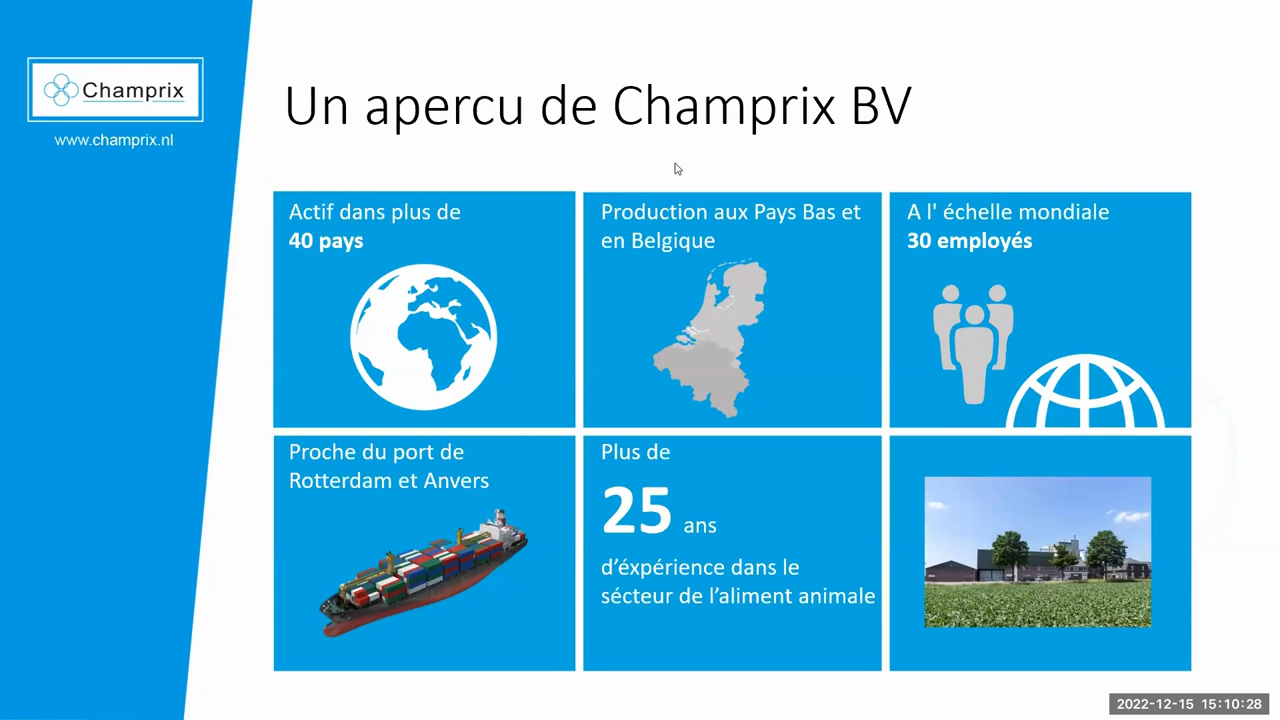 Champrix
www.champrix.nl
Un apercu de Champrix BV
Actif dans plus de
40 pays
Production aux Pays Bas et
en Belgique
A l' échelle mondiale
30 employés
Proche du port de
Rotterdam et Anvers
Plus de
25 ans
d’éxpérience dans le
sécteur de l’aliment animale
2022-12-15 15:10:28